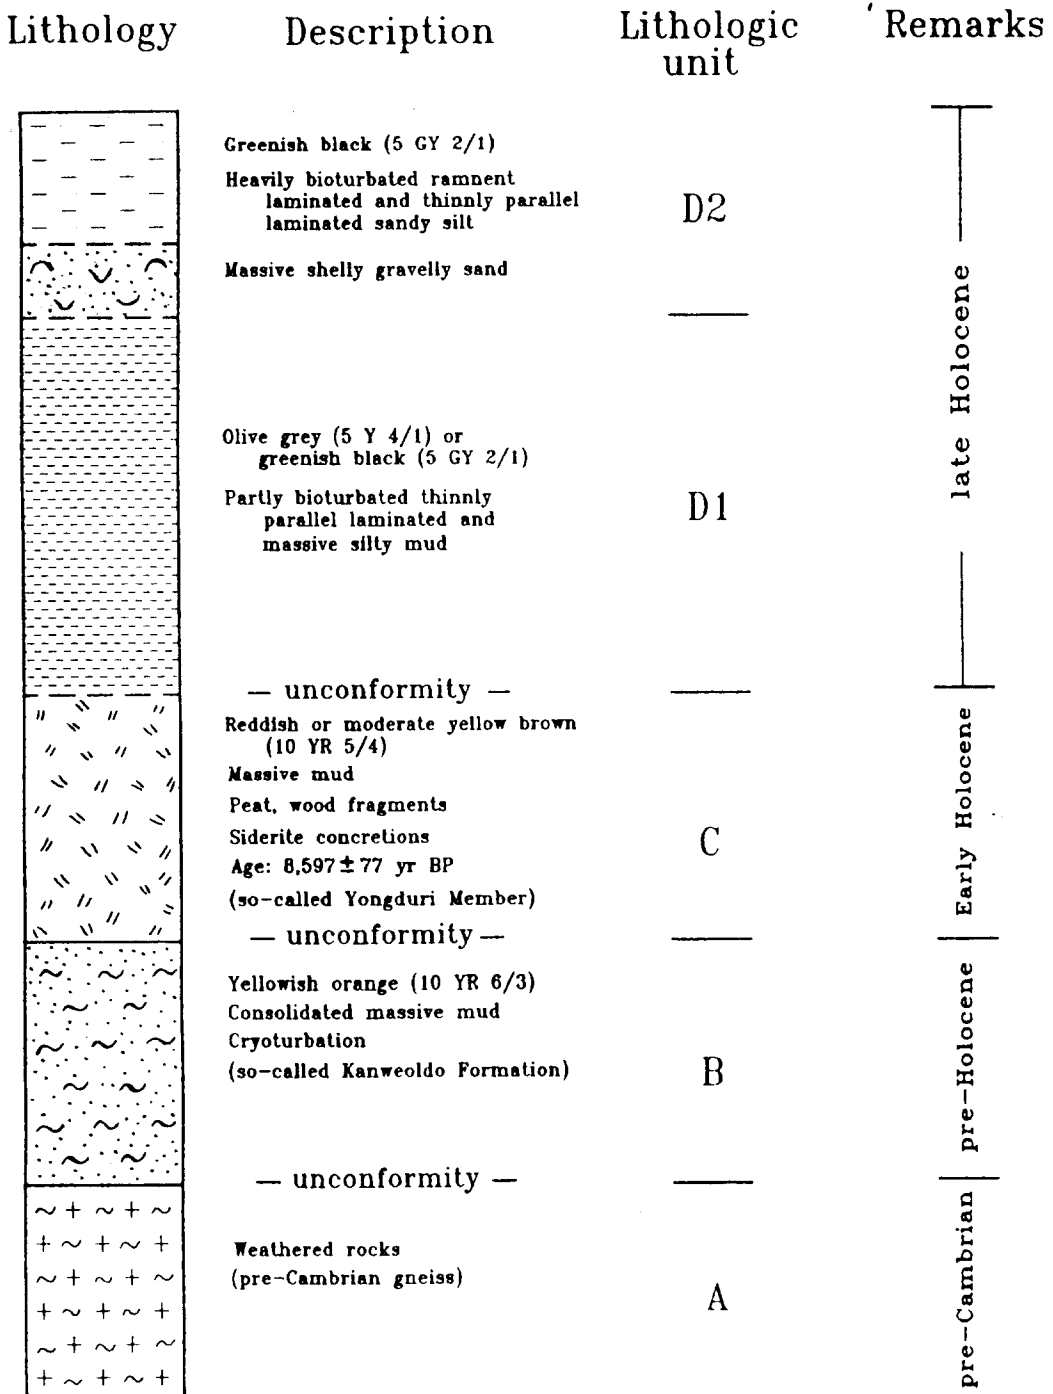 Lithology Description Lithologic unit Remarks
Greenish black (5 GY 2/1)
Heavily bioturbated ramnent
laminated and thinnly parallel
laminated sandy silt
D2
Massive shelly gravelly sand
late Holocene
Olive grey (5 Y 4/1) or
greenish black (5 GY 2/1)
Partly bioturbated thinnly
parallel laminated and
massive silty mud
D1
— unconformity —
Reddish or moderate yellow brown
(10 YR 5/4)
Massive mud
Peat, wood fragments
Siderite concretions
Age: 8,597±77 yr BP
(so-called Yongduri Member)
C
Early Holocene
— unconformity —
Yellowish orange (10 YR 6/3)
Consolidated massive mud
Cryoturbation
(so-called Kanweoldo Formation)
B
pre-Holocene
— unconformity —
Weathered rocks
(pre-Cambrian gneiss)
A
pre-Cambrian